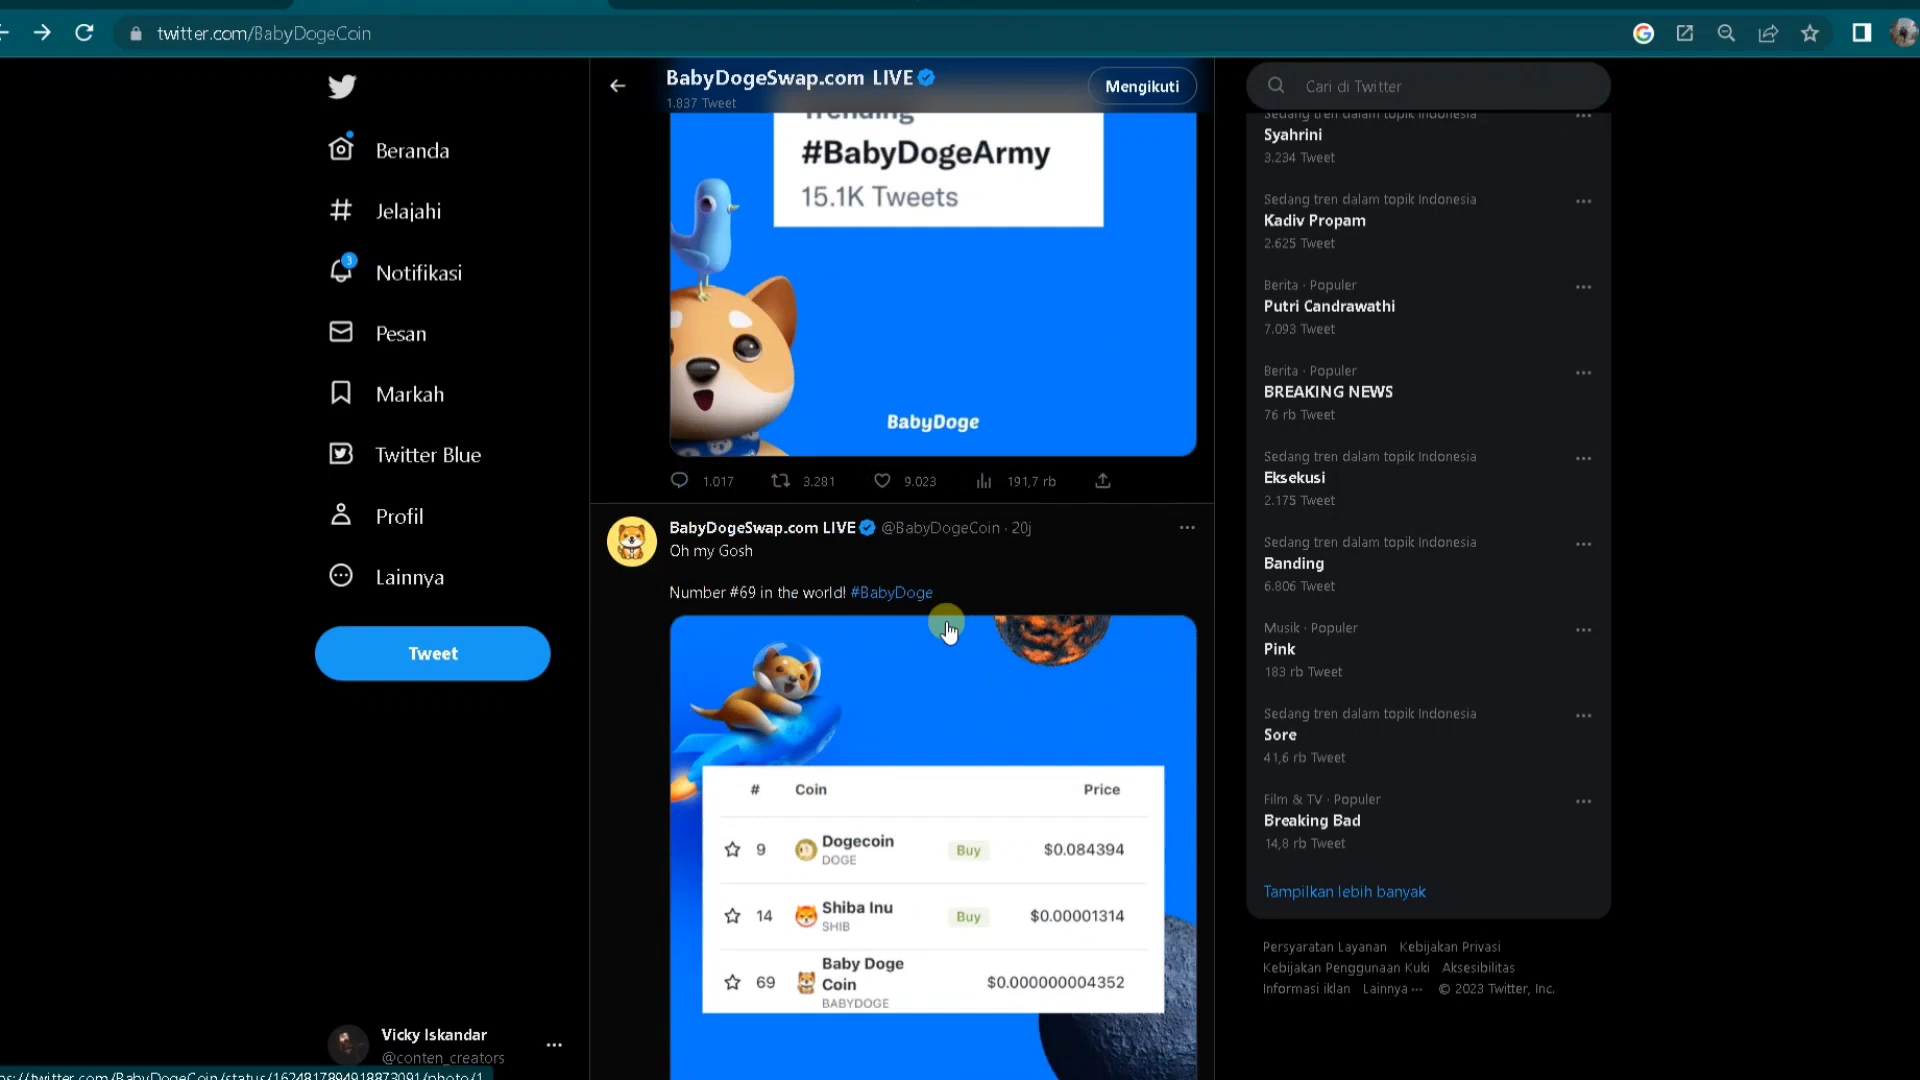 twitter.com/BabyDogeCoin
Beranda
Jelajahi
3
Notifikasi
Pesan
Markah
Twitter Blue
Profil
Lainnya
Tweet
Vicky Iskandar
@conten_creators
BabyDogeSwap.com LIVE
1.837 Tweet
Mengikuti
Trending
#BabyDogeArmy
15.1K Tweets
BabyDoge
1.017 3.281 9.023 191,7 rb
BabyDogeSwap.com LIVE @BabyDogeCoin · 20j
Oh my Gosh
Number #69 in the world! #BabyDoge
# Coin Price
9 Dogecoin DOGE Buy $0.084394
14 Shiba Inu SHIB Buy $0.00001314
69 Baby Doge Coin BABYDOGE $0.000000004352
Cari di Twitter
Sedang tren dalam topik Indonesia
Syahrini
3.234 Tweet
Sedang tren dalam topik Indonesia
Kadiv Propam
2.625 Tweet
Berita · Populer
Putri Candrawathi
7.093 Tweet
Berita · Populer
BREAKING NEWS
76 rb Tweet
Sedang tren dalam topik Indonesia
Eksekusi
2.175 Tweet
Sedang tren dalam topik Indonesia
Banding
6.806 Tweet
Musik · Populer
Pink
183 rb Tweet
Sedang tren dalam topik Indonesia
Sore
41,6 rb Tweet
Film & TV · Populer
Breaking Bad
14,8 rb Tweet
Tampilkan lebih banyak
Persyaratan Layanan Kebijakan Privasi
Kebijakan Penggunaan Kuki Aksesibilitas
Informasi iklan Lainnya ··· © 2023 Twitter, Inc.